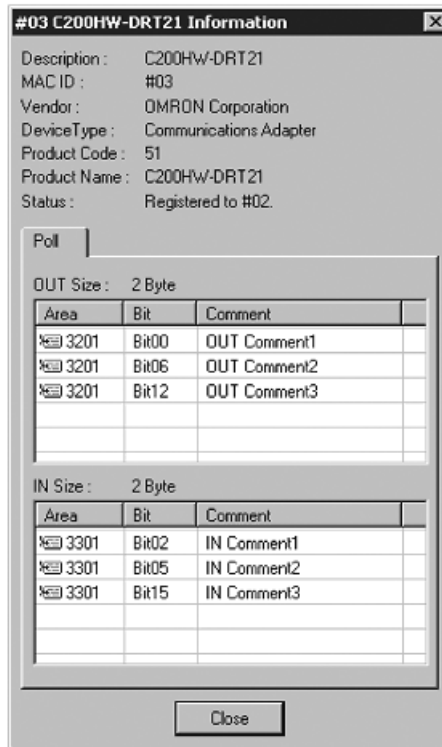 #03 C200HW-DRT21 Information
Description : C200HW-DRT21
MAC ID : #03
Vendor : OMRON Corporation
DeviceType : Communications Adapter
Product Code : 51
Product Name : C200HW-DRT21
Status : Registered to #02.
Poll
OUT Size : 2 Byte
Area Bit Comment
3201 Bit00 OUT Comment1
3201 Bit06 OUT Comment2
3201 Bit12 OUT Comment3
IN Size : 2 Byte
Area Bit Comment
3301 Bit02 IN Comment1
3301 Bit05 IN Comment2
3301 Bit15 IN Comment3
Close